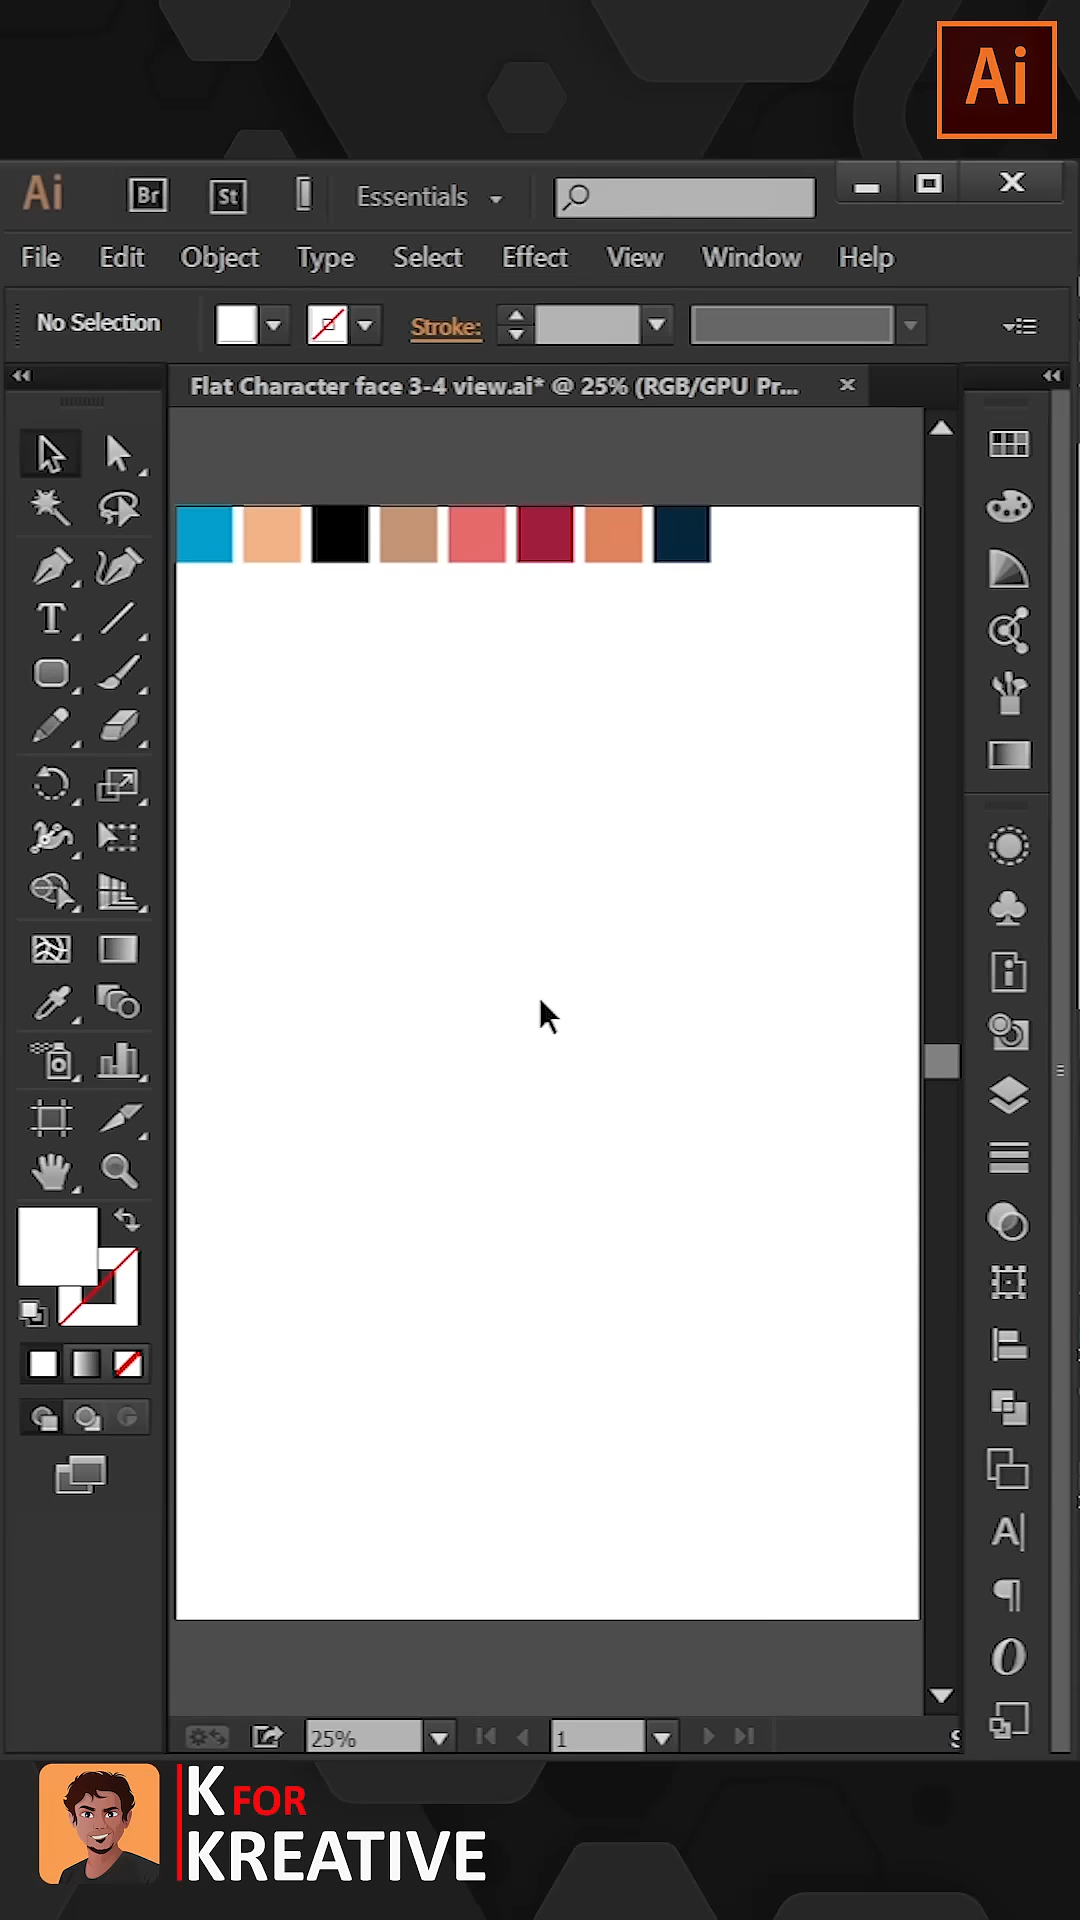 Ai
Ai Br St Essentials
File Edit Object Type Select Effect View Window Help
No Selection Stroke:
Flat Character face 3-4 view.ai* @ 25% (RGB/GPU Pr...
25% 1
K FOR
KREATIVE